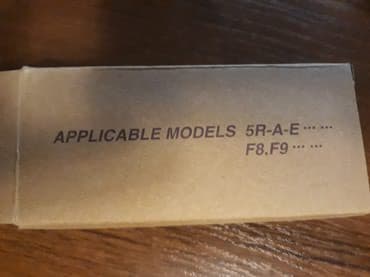 APPLICABLE MODELS 5R-A-E ··· ···
F8.F9 ··· ···